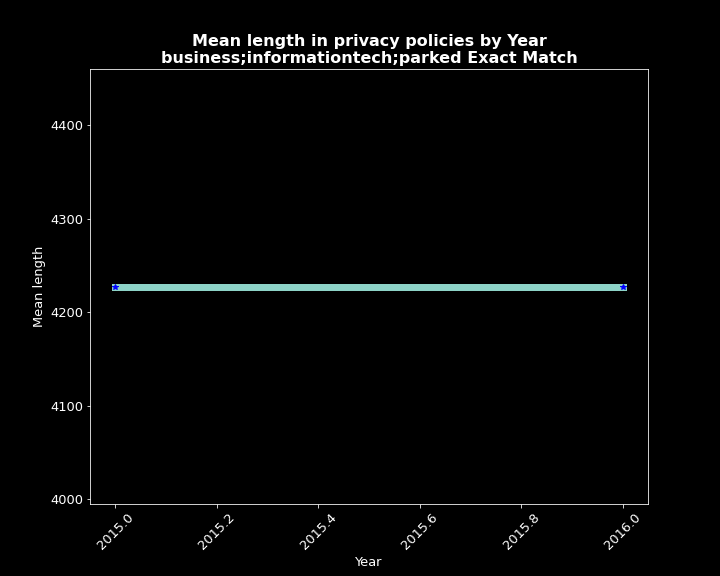 Mean length in privacy policies by Year
business;informationtech;parked Exact Match
4400
4300
4200
4100
4000
Mean length
2015.0
2015.2
2015.4
2015.6
2015.8
2016.0
Year